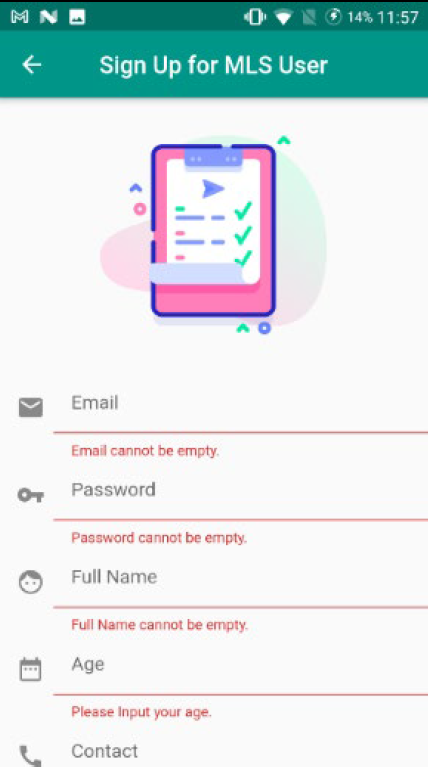 14% 11:57
Sign Up for MLS User
Email
Email cannot be empty.
Password
Password cannot be empty.
Full Name
Full Name cannot be empty.
Age
Please Input your age.
Contact